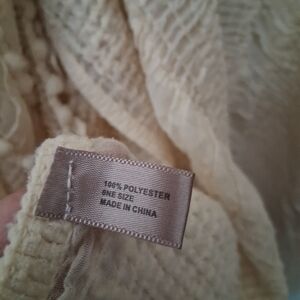 100% POLYESTER
ONE SIZE
MADE IN CHINA